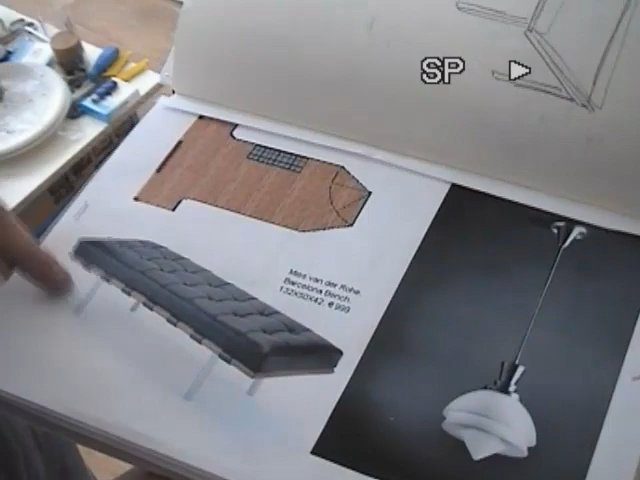 SP
Mies van der Rohe.
Barcelona Bench.
132X50X42. € 999